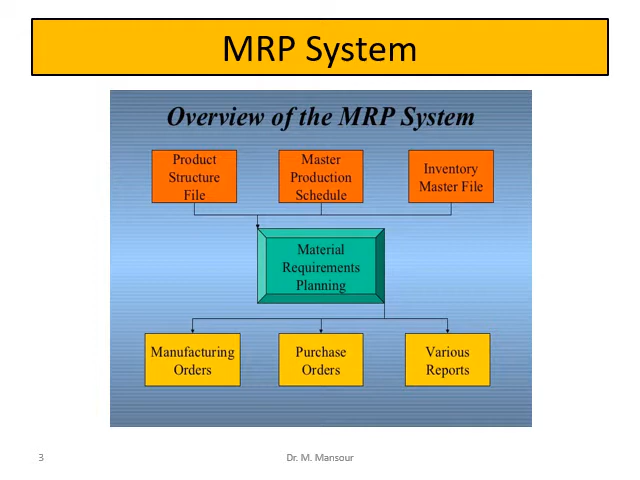 MRP System
Overview of the MRP System
Product
Structure
File
Master
Production
Schedule
Inventory
Master File
Material
Requirements
Planning
Manufacturing
Orders
Purchase
Orders
Various
Reports
3
Dr. M. Mansour